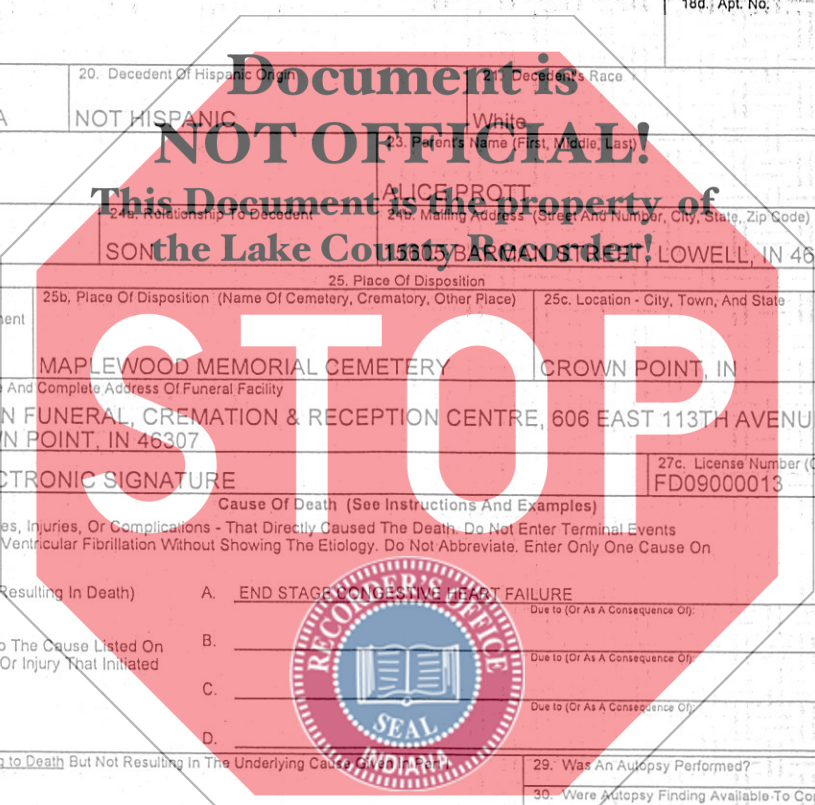 18d. Apt. No.
20. Decedent Of Hispanic Origin
21. Decedent's Race
Document is
NOT HISPANIC
White
NOT OFFICIAL!
23. Parent's Name (First, Middle, Last)
ALICE PROTT
This Document is the property of
24a. Relationship To Decedent
24b. Mailing Address (Street And Number, City, State, Zip Code)
SON
BARMAN STREET, LOWELL, IN 46
the Lake County Recorder!
25. Place Of Disposition
25b. Place Of Disposition (Name Of Cemetery, Crematory, Other Place)
25c. Location - City, Town, And State
ent
STOP
MAPLEWOOD MEMORIAL CEMETERY
CROWN POINT, IN
And Complete Address Of Funeral Facility
N FUNERAL, CREMATION & RECEPTION CENTRE, 606 EAST 113TH AVENU
N POINT, IN 46307
27c. License Number (
CTRONIC SIGNATURE
FD09000013
Cause Of Death (See Instructions And Examples)
es, Injuries, Or Complications - That Directly Caused The Death. Do Not Enter Terminal Events
Ventricular Fibrillation Without Showing The Etiology. Do Not Abbreviate. Enter Only One Cause On
Resulting In Death)
A. END STAGE CONGESTIVE HEART FAILURE
Due to (Or As A Consequence Of):
o The Cause Listed On
B.
Or Injury That Initiated
Due to (Or As A Consequence Of):
C.
Due to (Or As A Consequence Of):
D.
RECORDER'S OFFICE
SEAL
INDIANA
g to Death But Not Resulting In The Underlying Cause Given In Part I
29. Was An Autopsy Performed?
30. Were Autopsy Finding Available To Co